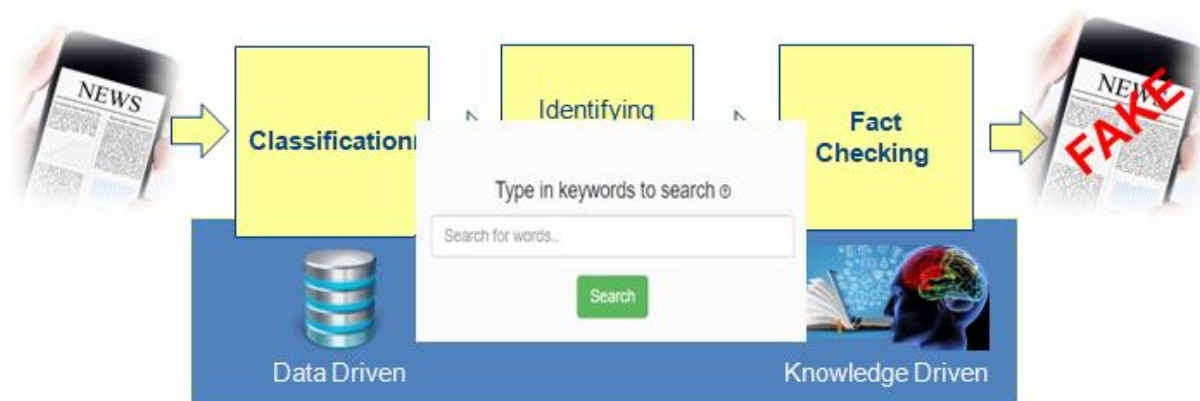 NEWS
Classification
Identifying
Fact
Checking
NEWS
FAKE
Type in keywords to search
Search for words..
Search
Data Driven
Knowledge Driven